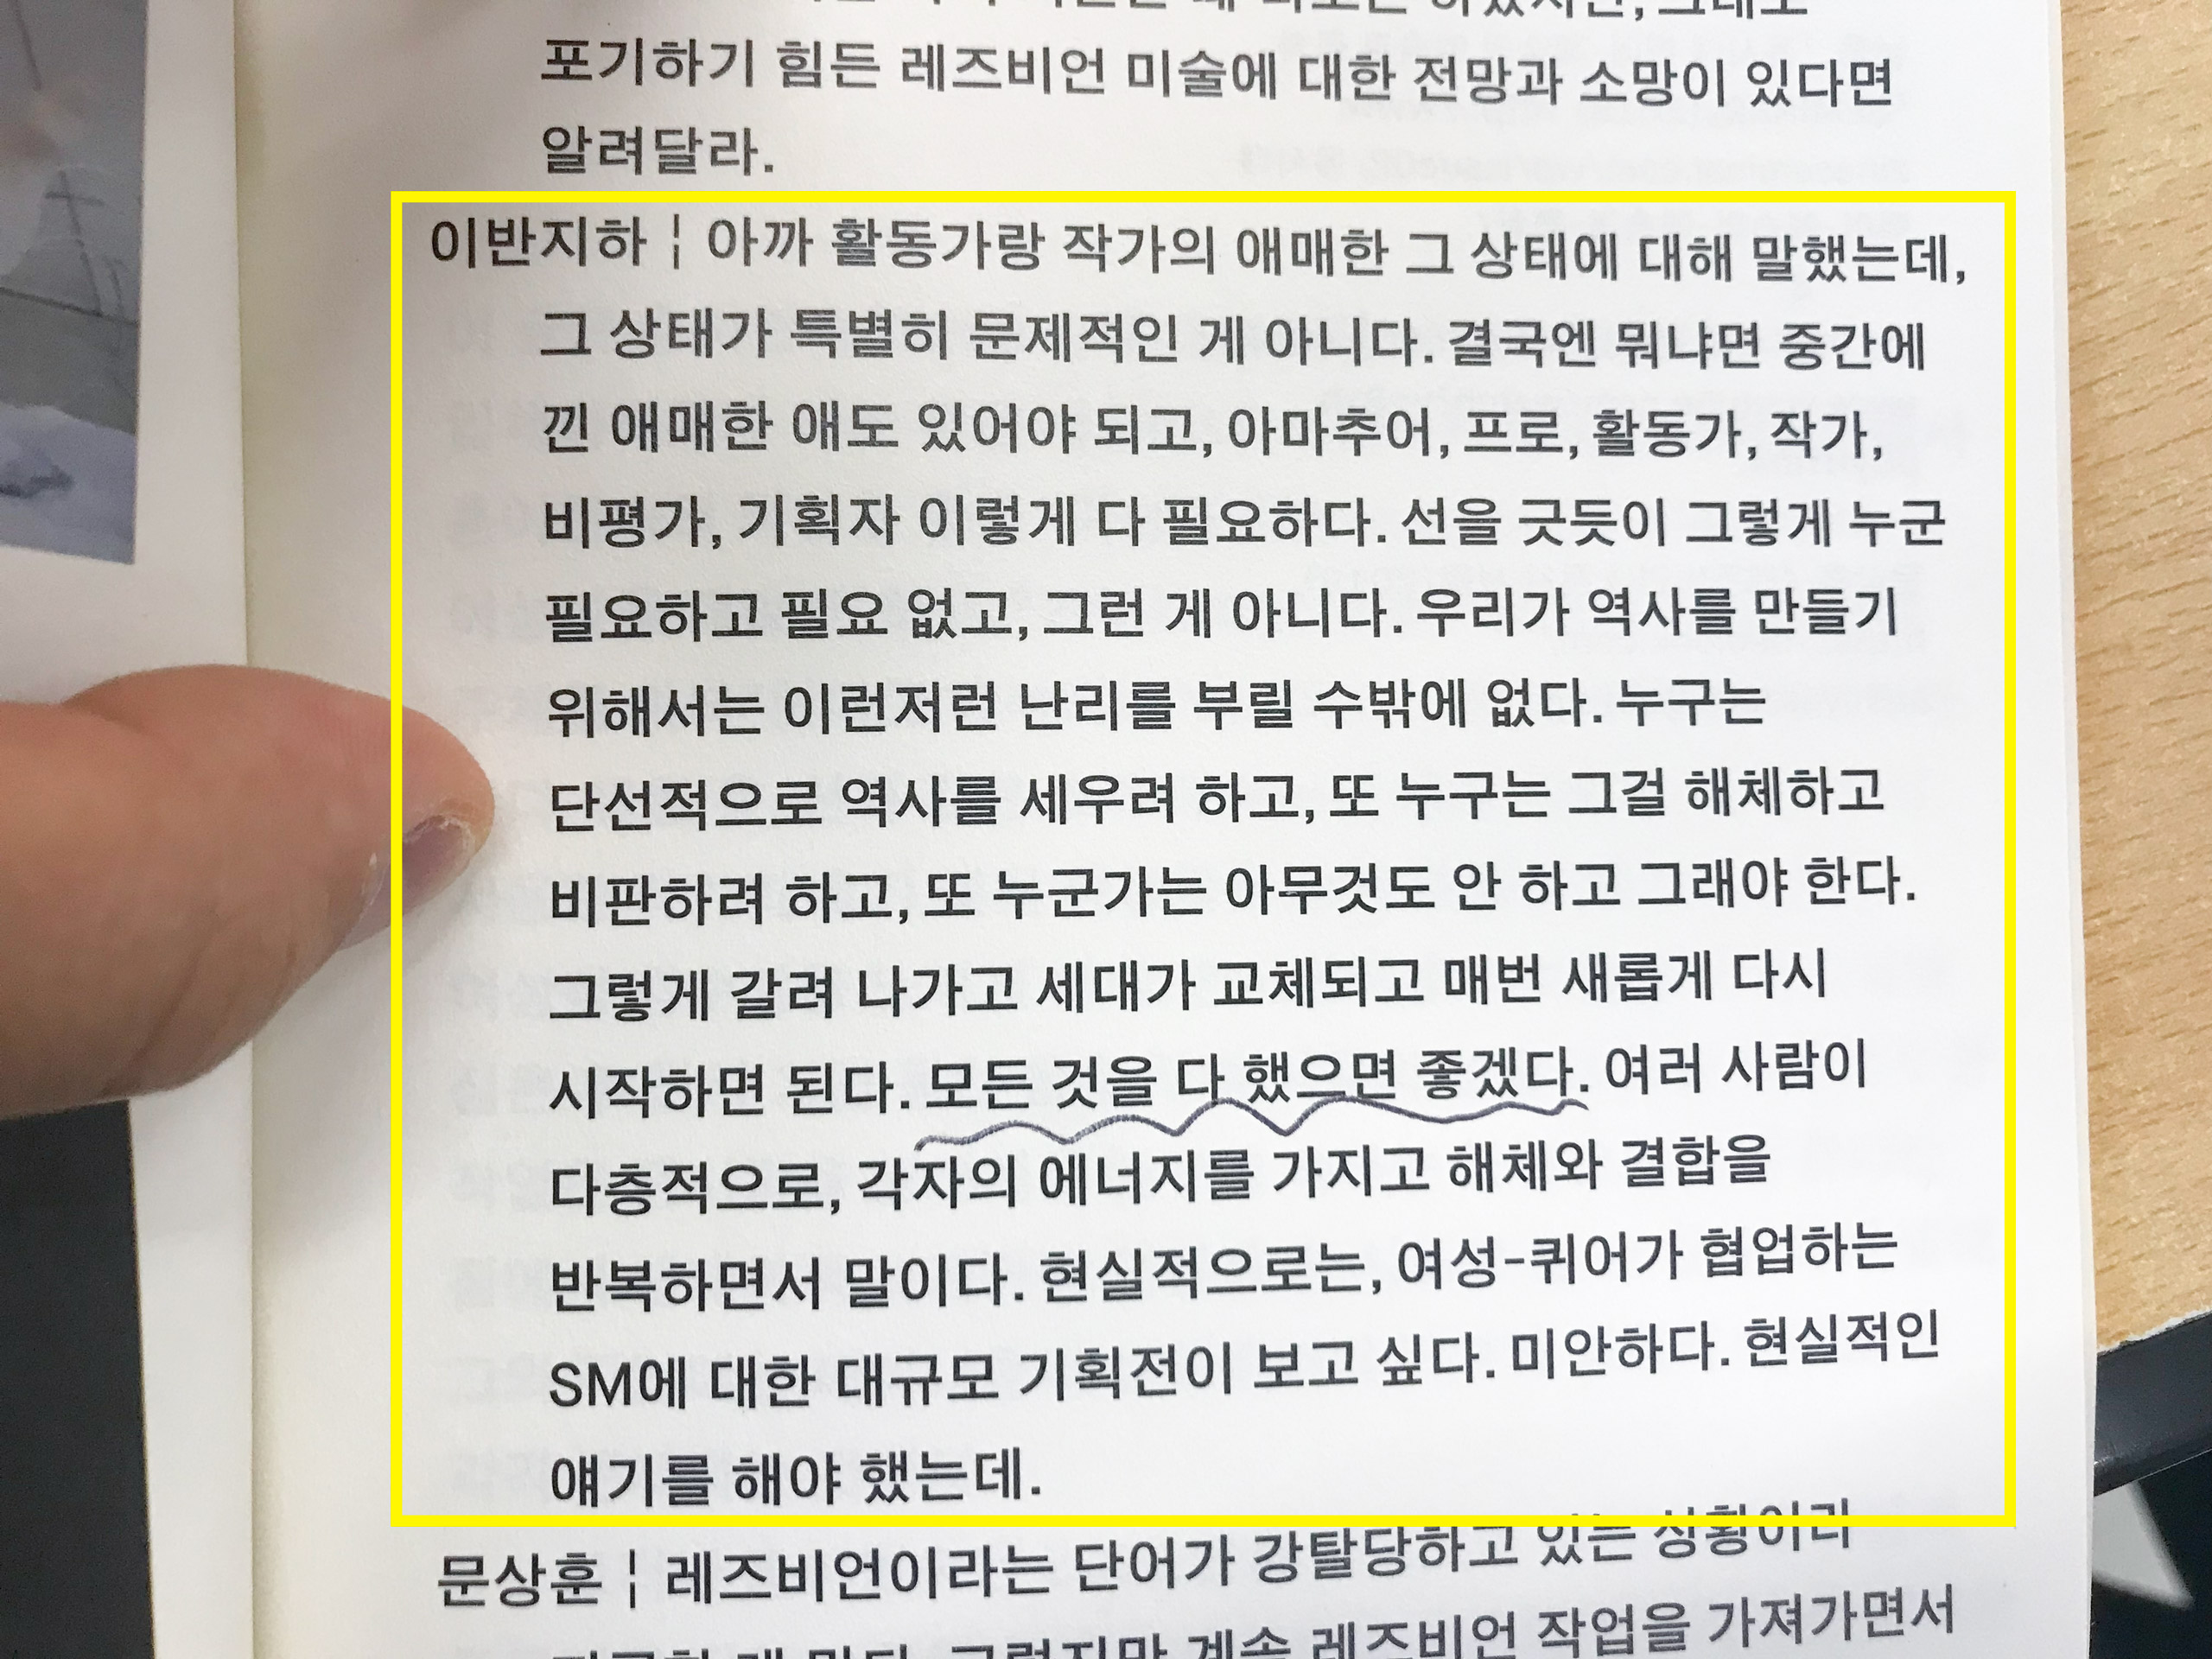 포기하기 힘든 레즈비언 미술에 대한 전망과 소망이 있다면
알려달라.
이반지하 ¦ 아까 활동가랑 작가의 애매한 그 상태에 대해 말했는데,
그 상태가 특별히 문제적인 게 아니다. 결국엔 뭐냐면 중간에
낀 애매한 애도 있어야 되고, 아마추어, 프로, 활동가, 작가,
비평가, 기획자 이렇게 다 필요하다. 선을 긋듯이 그렇게 누군
필요하고 필요 없고, 그런 게 아니다. 우리가 역사를 만들기
위해서는 이런저런 난리를 부릴 수밖에 없다. 누구는
단선적으로 역사를 세우려 하고, 또 누구는 그걸 해체하고
비판하려 하고, 또 누군가는 아무것도 안 하고 그래야 한다.
그렇게 갈려 나가고 세대가 교체되고 매번 새롭게 다시
시작하면 된다. 모든 것을 다 했으면 좋겠다. 여러 사람이
다층적으로, 각자의 에너지를 가지고 해체와 결합을
반복하면서 말이다. 현실적으로는, 여성-퀴어가 협업하는
SM에 대한 대규모 기획전이 보고 싶다. 미안하다. 현실적인
얘기를 해야 했는데.
문상훈 ¦ 레즈비언이라는 단어가 강탈당하고 있는 상황이라
그렇지만 계속 레즈비언 작업을 가져가면서